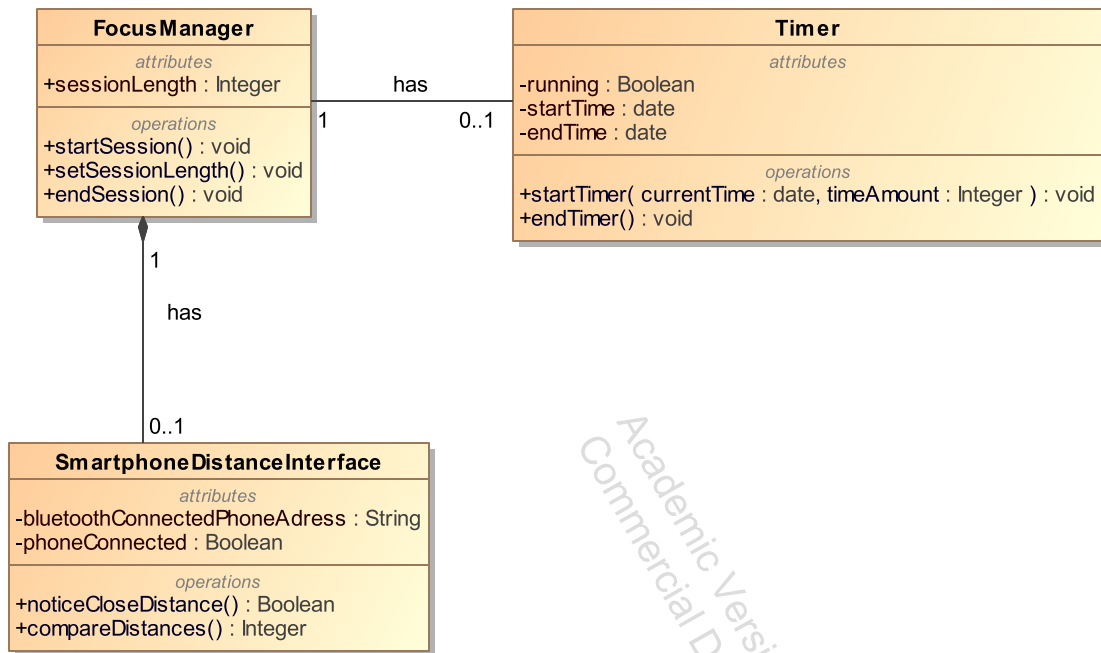 FocusManager
attributes
+sessionLength : Integer
operations
+startSession() : void
+setSessionLength() : void
+endSession() : void
has
1
0..1
Timer
attributes
-running : Boolean
-startTime : date
-endTime : date
operations
+startTimer( currentTime : date, timeAmount : Integer ) : void
+endTimer() : void
1
has
0..1
SmartphoneDistanceInterface
attributes
-bluetoothConnectedPhoneAdress : String
-phoneConnected : Boolean
operations
+noticeCloseDistance() : Boolean
+compareDistances() : Integer
Academic Versi
Commercial D